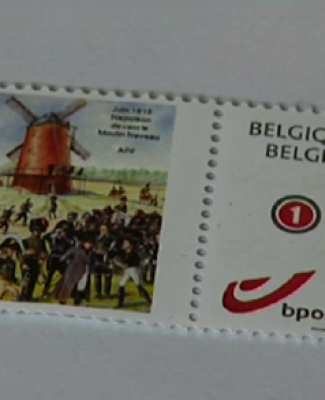 Juin 1815
Napoléon
devant le
Moulin Naveau
BELGIQ
BELGI
1
bpo